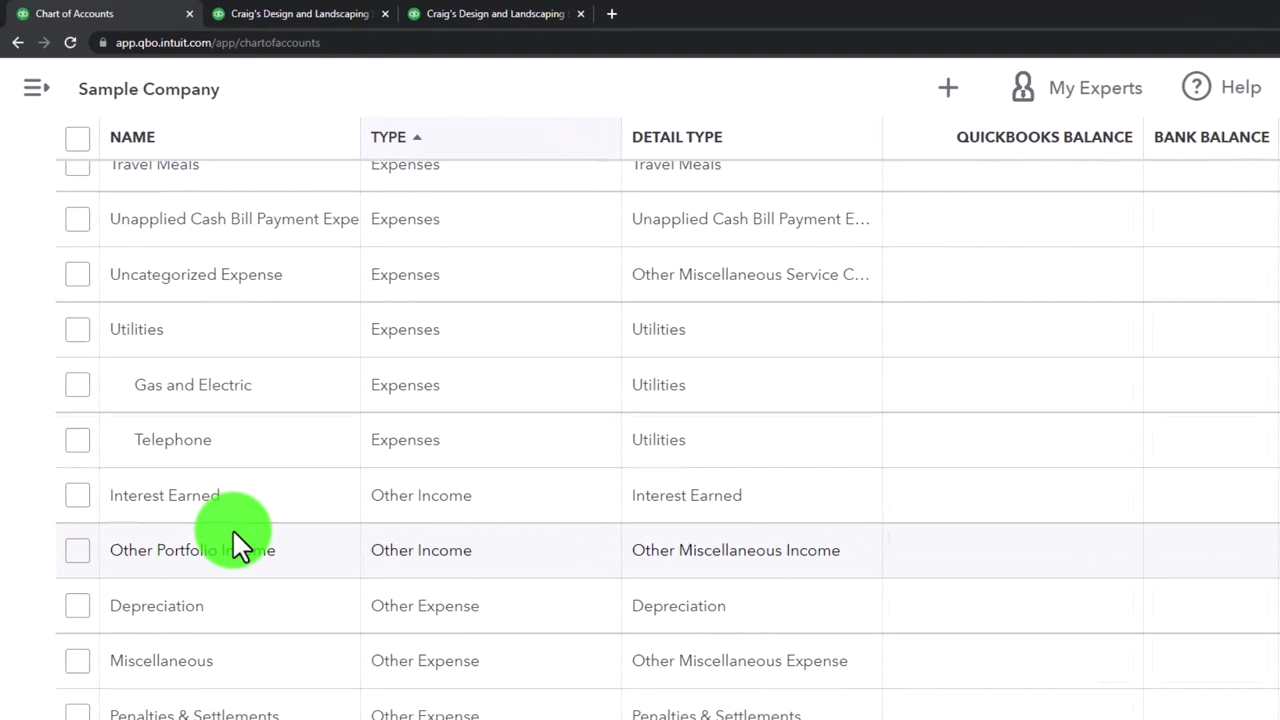 Chart of Accounts Craig's Design and Landscaping Craig's Design and Landscaping
app.qbo.intuit.com/app/chartofaccounts
Sample Company My Experts Help
NAME TYPE DETAIL TYPE QUICKBOOKS BALANCE BANK BALANCE
Travel Meals Expenses Travel Meals
Unapplied Cash Bill Payment Expe Expenses Unapplied Cash Bill Payment E...
Uncategorized Expense Expenses Other Miscellaneous Service C...
Utilities Expenses Utilities
Gas and Electric Expenses Utilities
Telephone Expenses Utilities
Interest Earned Other Income Interest Earned
Other Portfolio Income Other Income Other Miscellaneous Income
Depreciation Other Expense Depreciation
Miscellaneous Other Expense Other Miscellaneous Expense
Penalties & Settlements Other Expense Penalties & Settlements